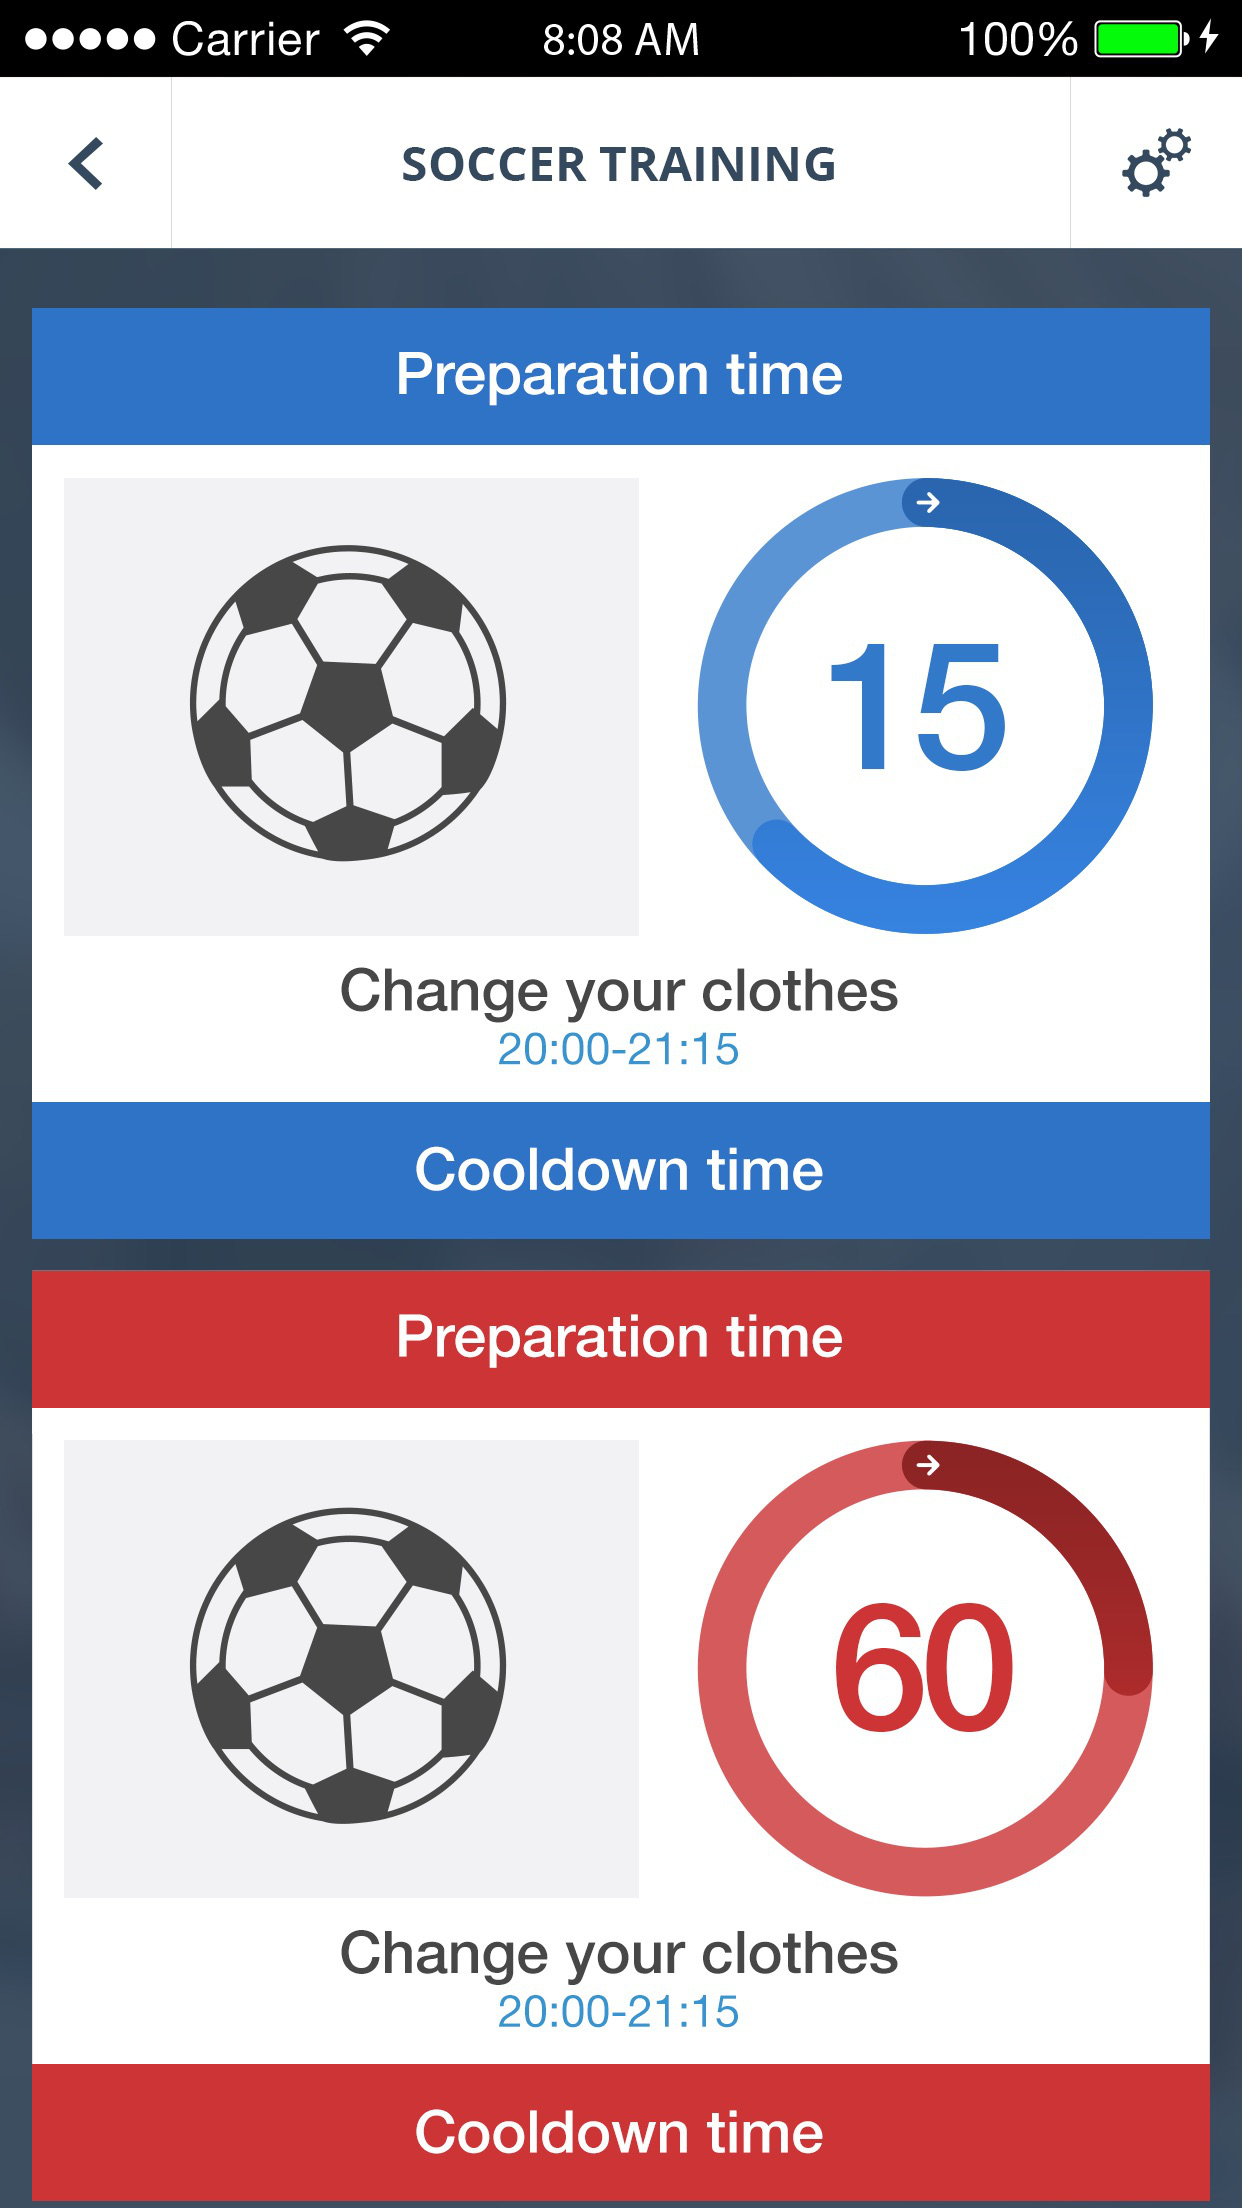 Carrier 8:08 AM 100%
SOCCER TRAINING
Preparation time
15
Change your clothes
20:00-21:15
Cooldown time
Preparation time
60
Change your clothes
20:00-21:15
Cooldown time